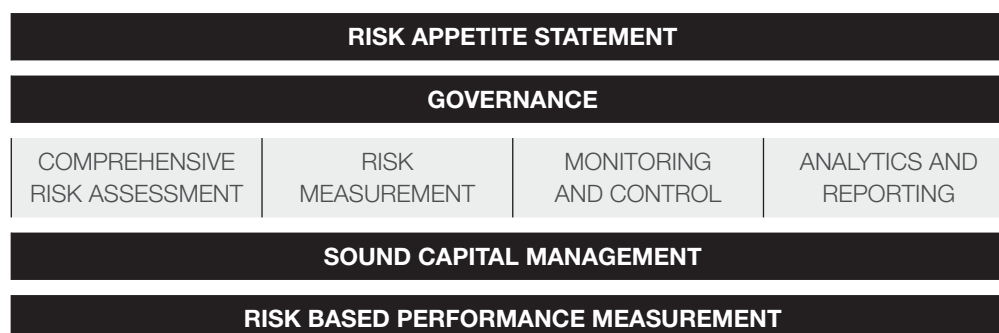 RISK APPETITE STATEMENT
GOVERNANCE
COMPREHENSIVE
RISK ASSESSMENT
RISK
MEASUREMENT
MONITORING
AND CONTROL
ANALYTICS AND
REPORTING
SOUND CAPITAL MANAGEMENT
RISK BASED PERFORMANCE MEASUREMENT